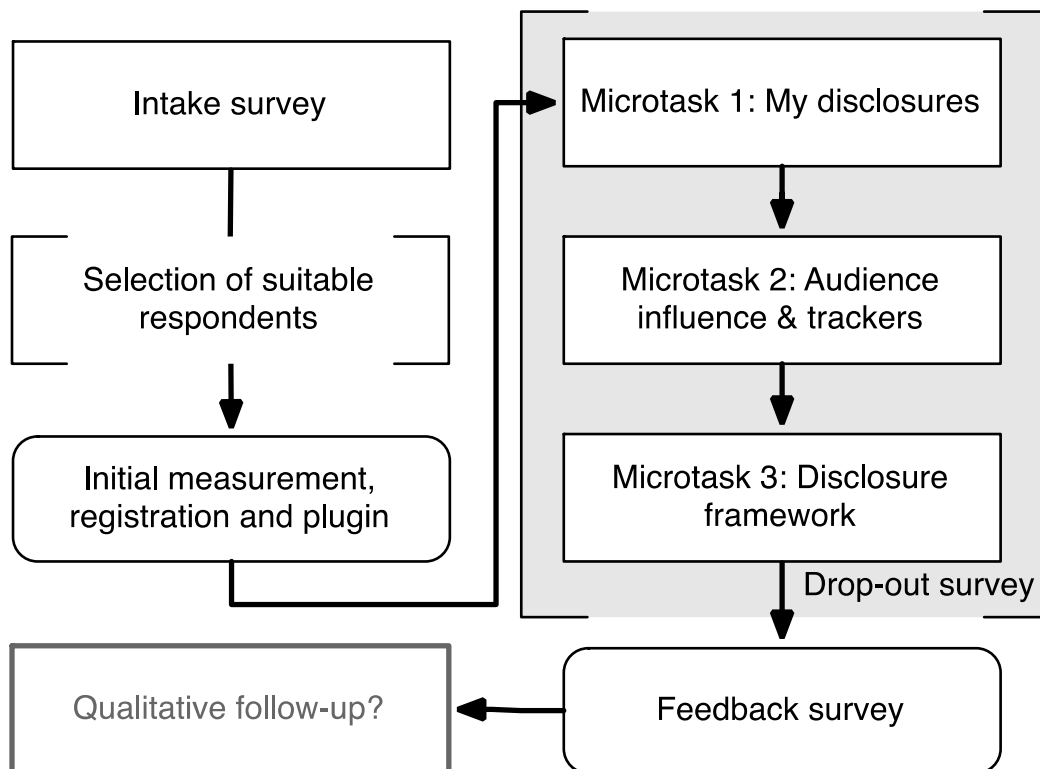 Intake survey
Selection of suitable
respondents
Initial measurement,
registration and plugin
Microtask 1: My disclosures
Microtask 2: Audience
influence & trackers
Microtask 3: Disclosure
framework
Drop-out survey
Feedback survey
Qualitative follow-up?